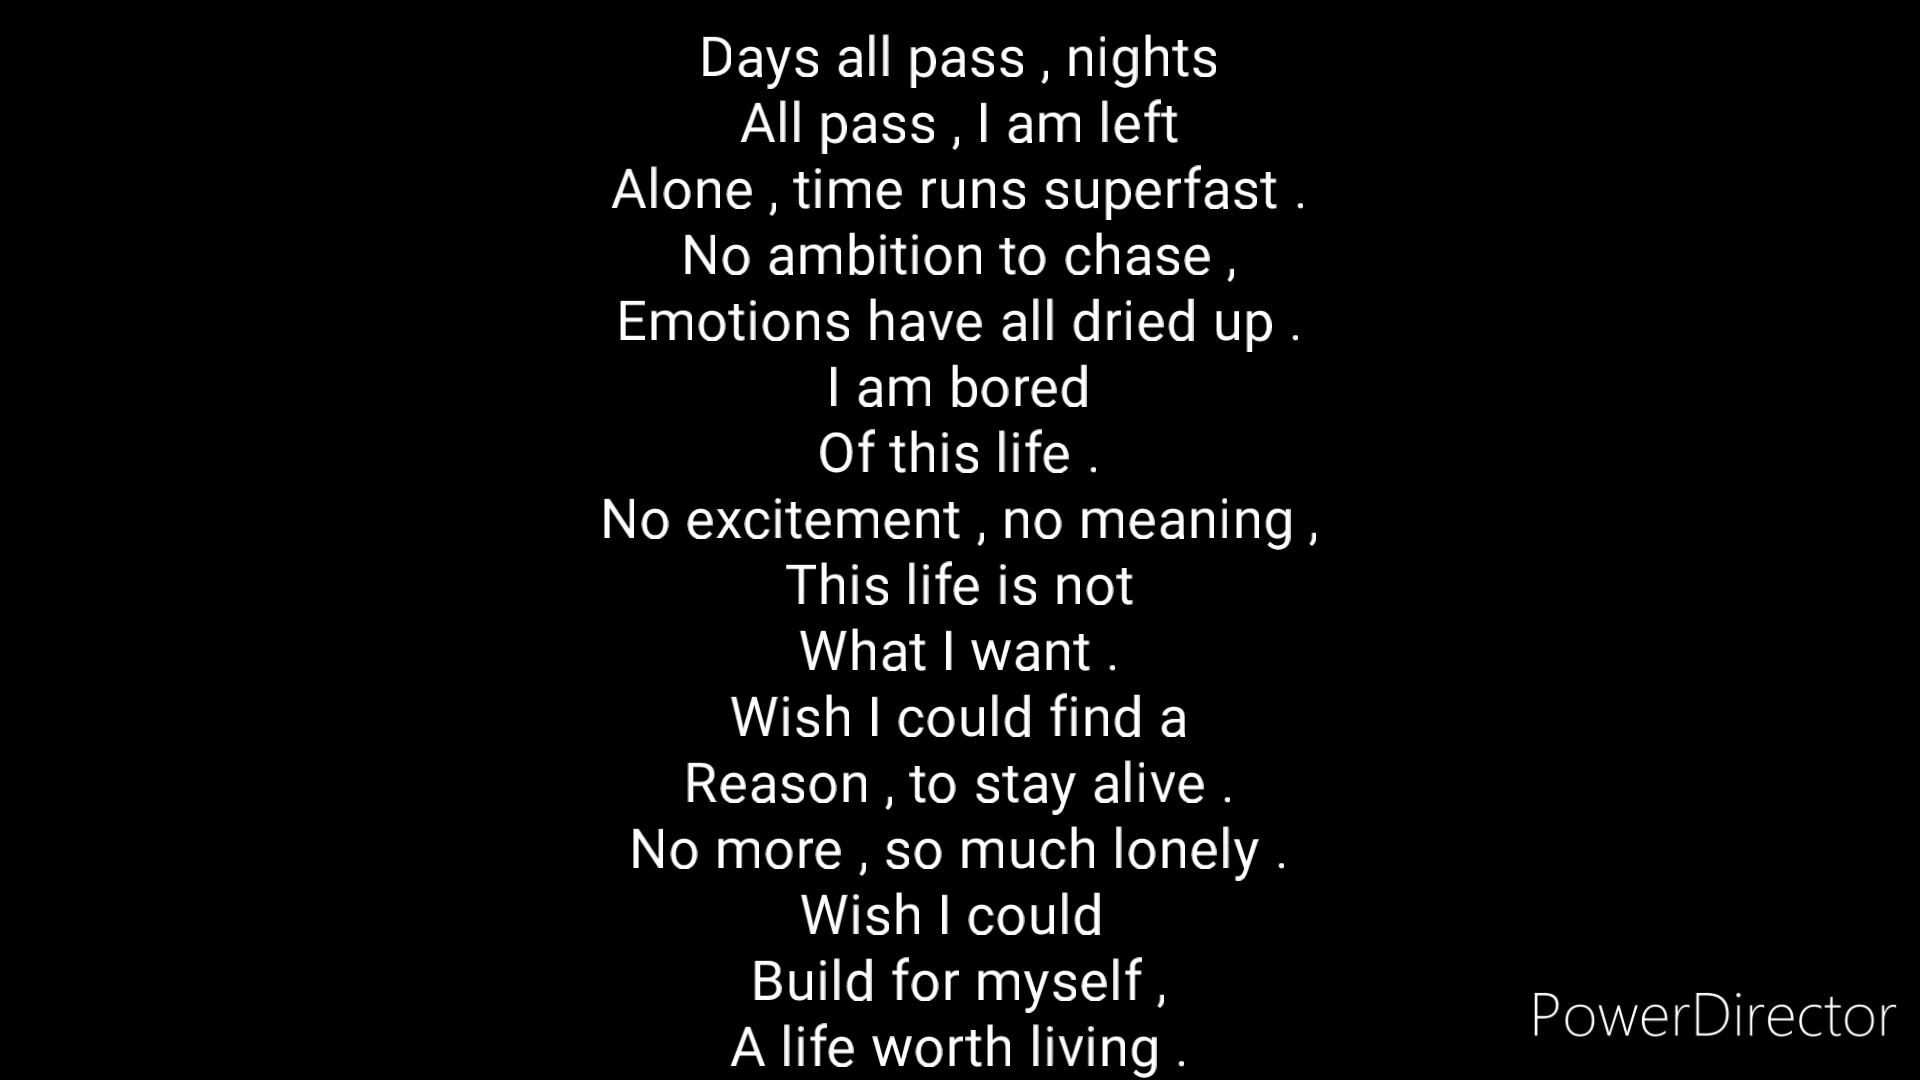 Days all pass , nights
All pass , I am left
Alone , time runs superfast .
No ambition to chase ,
Emotions have all dried up .
I am bored
Of this life .
No excitement , no meaning ,
This life is not
What I want .
Wish I could find a
Reason , to stay alive .
No more , so much lonely .
Wish I could
Build for myself ,
A life worth living .
PowerDirector